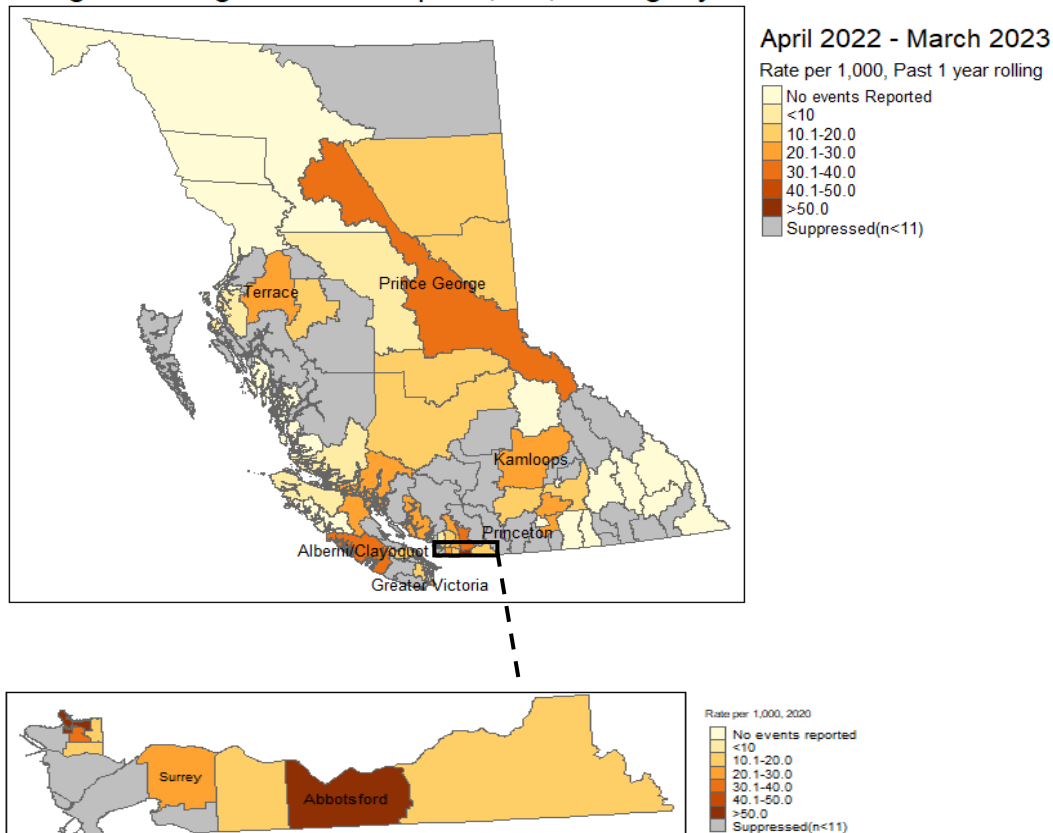 April 2022 - March 2023
Rate per 1,000, Past 1 year rolling
No events Reported
<10
10.1-20.0
20.1-30.0
30.1-40.0
40.1-50.0
>50.0
Suppressed(n<11)
Prince George
Terrace
Kamloops
Princeton
Alberni/Clayoquot
Greater Victoria
Rate per 1,000, 2020
No events reported
<10
10.1-20.0
20.1-30.0
30.1-40.0
40.1-50.0
>50.0
Suppressed(n<11)
Surrey
Abbotsford